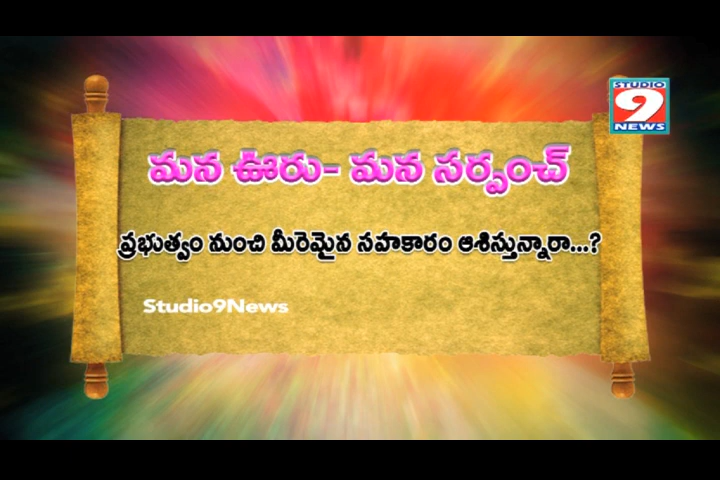 STUDIO
9
NEWS
మన ఊరు- మన సర్పంచ్
ప్రభుత్వం నుంచి మీరెమైవ సహకారం ఆశిస్తున్నారా...?
Studio9News